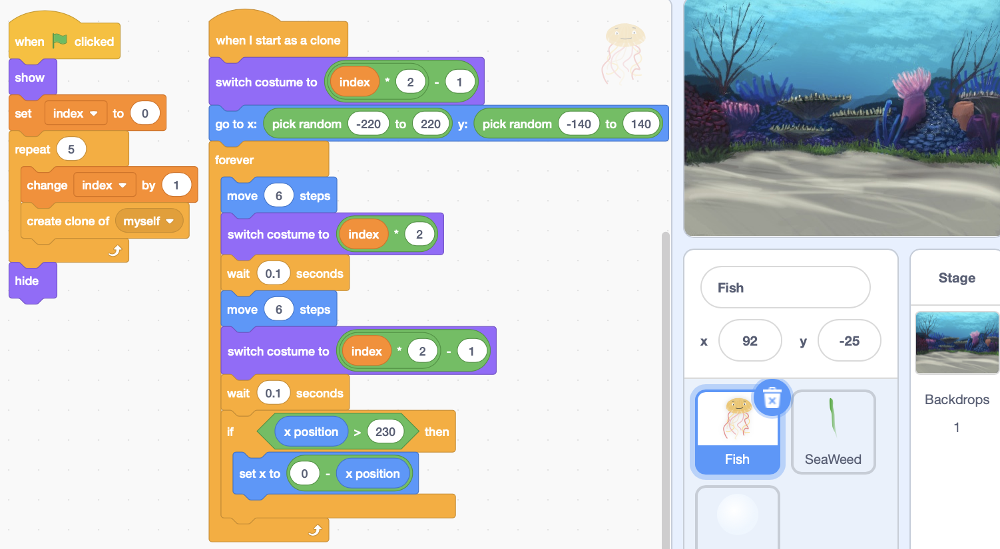 when clicked
show
set index to 0
repeat 5
change index by 1
create clone of myself
hide
when I start as a clone
switch costume to index * 2 - 1
go to x: pick random -220 to 220 y: pick random -140 to 140
forever
move 6 steps
switch costume to index * 2
wait 0.1 seconds
move 6 steps
switch costume to index * 2 - 1
wait 0.1 seconds
if x position > 230 then
set x to 0 - x position
Fish
x 92 y -25
Fish
SeaWeed
Stage
Backdrops
1